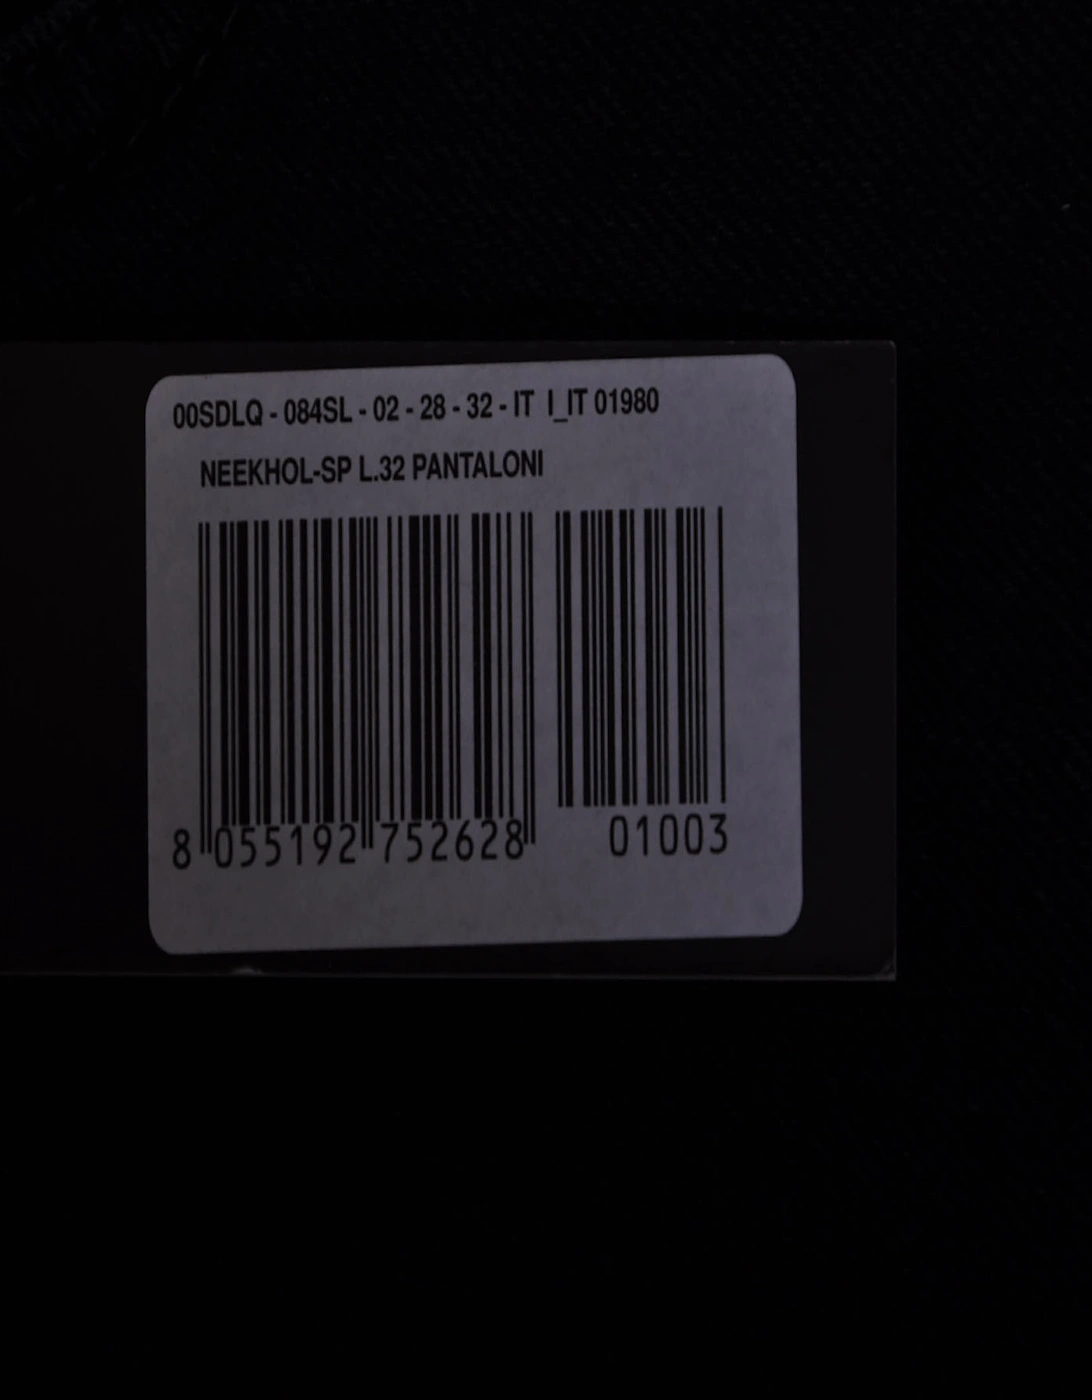 00SDLQ - 084SL - 02 - 28 - 32 - IT I_IT 01980
NEEKHOL-SP L.32 PANTALONI
8 055192 752628 01003